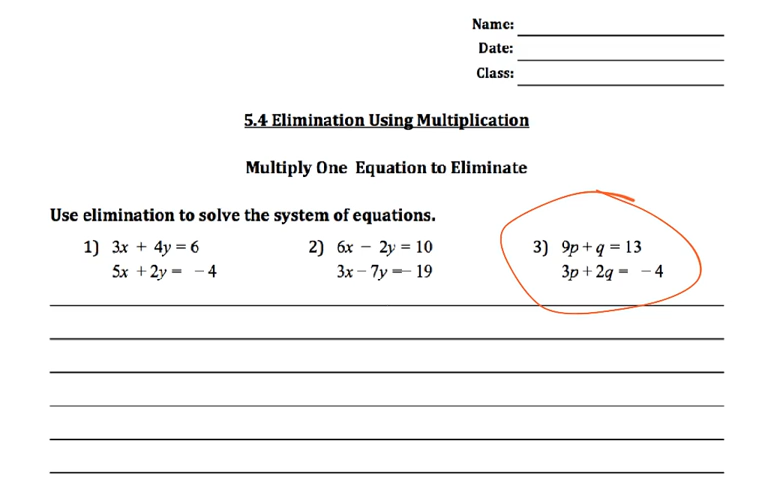 Name:
Date:
Class:
5.4 Elimination Using Multiplication
Multiply One Equation to Eliminate
Use elimination to solve the system of equations.
1) 3x + 4y = 6
5x + 2y = - 4
2) 6x - 2y = 10
3x - 7y =- 19
3) 9p + q = 13
3p + 2q = - 4